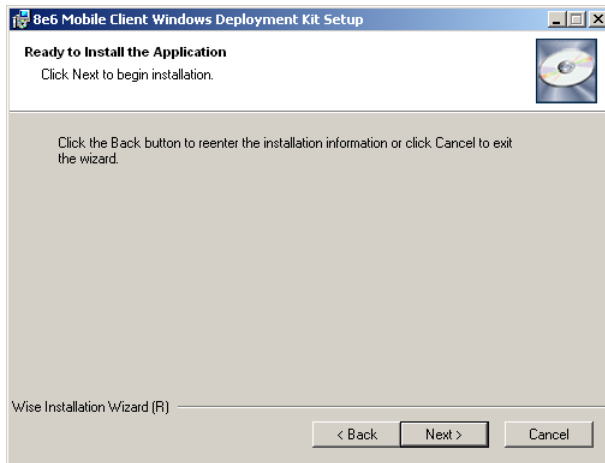 8e6 Mobile Client Windows Deployment Kit Setup
Ready to Install the Application
Click Next to begin installation.
Click the Back button to reenter the installation information or click Cancel to exit
the wizard.
Wise Installation Wizard (R)
< Back
Next >
Cancel